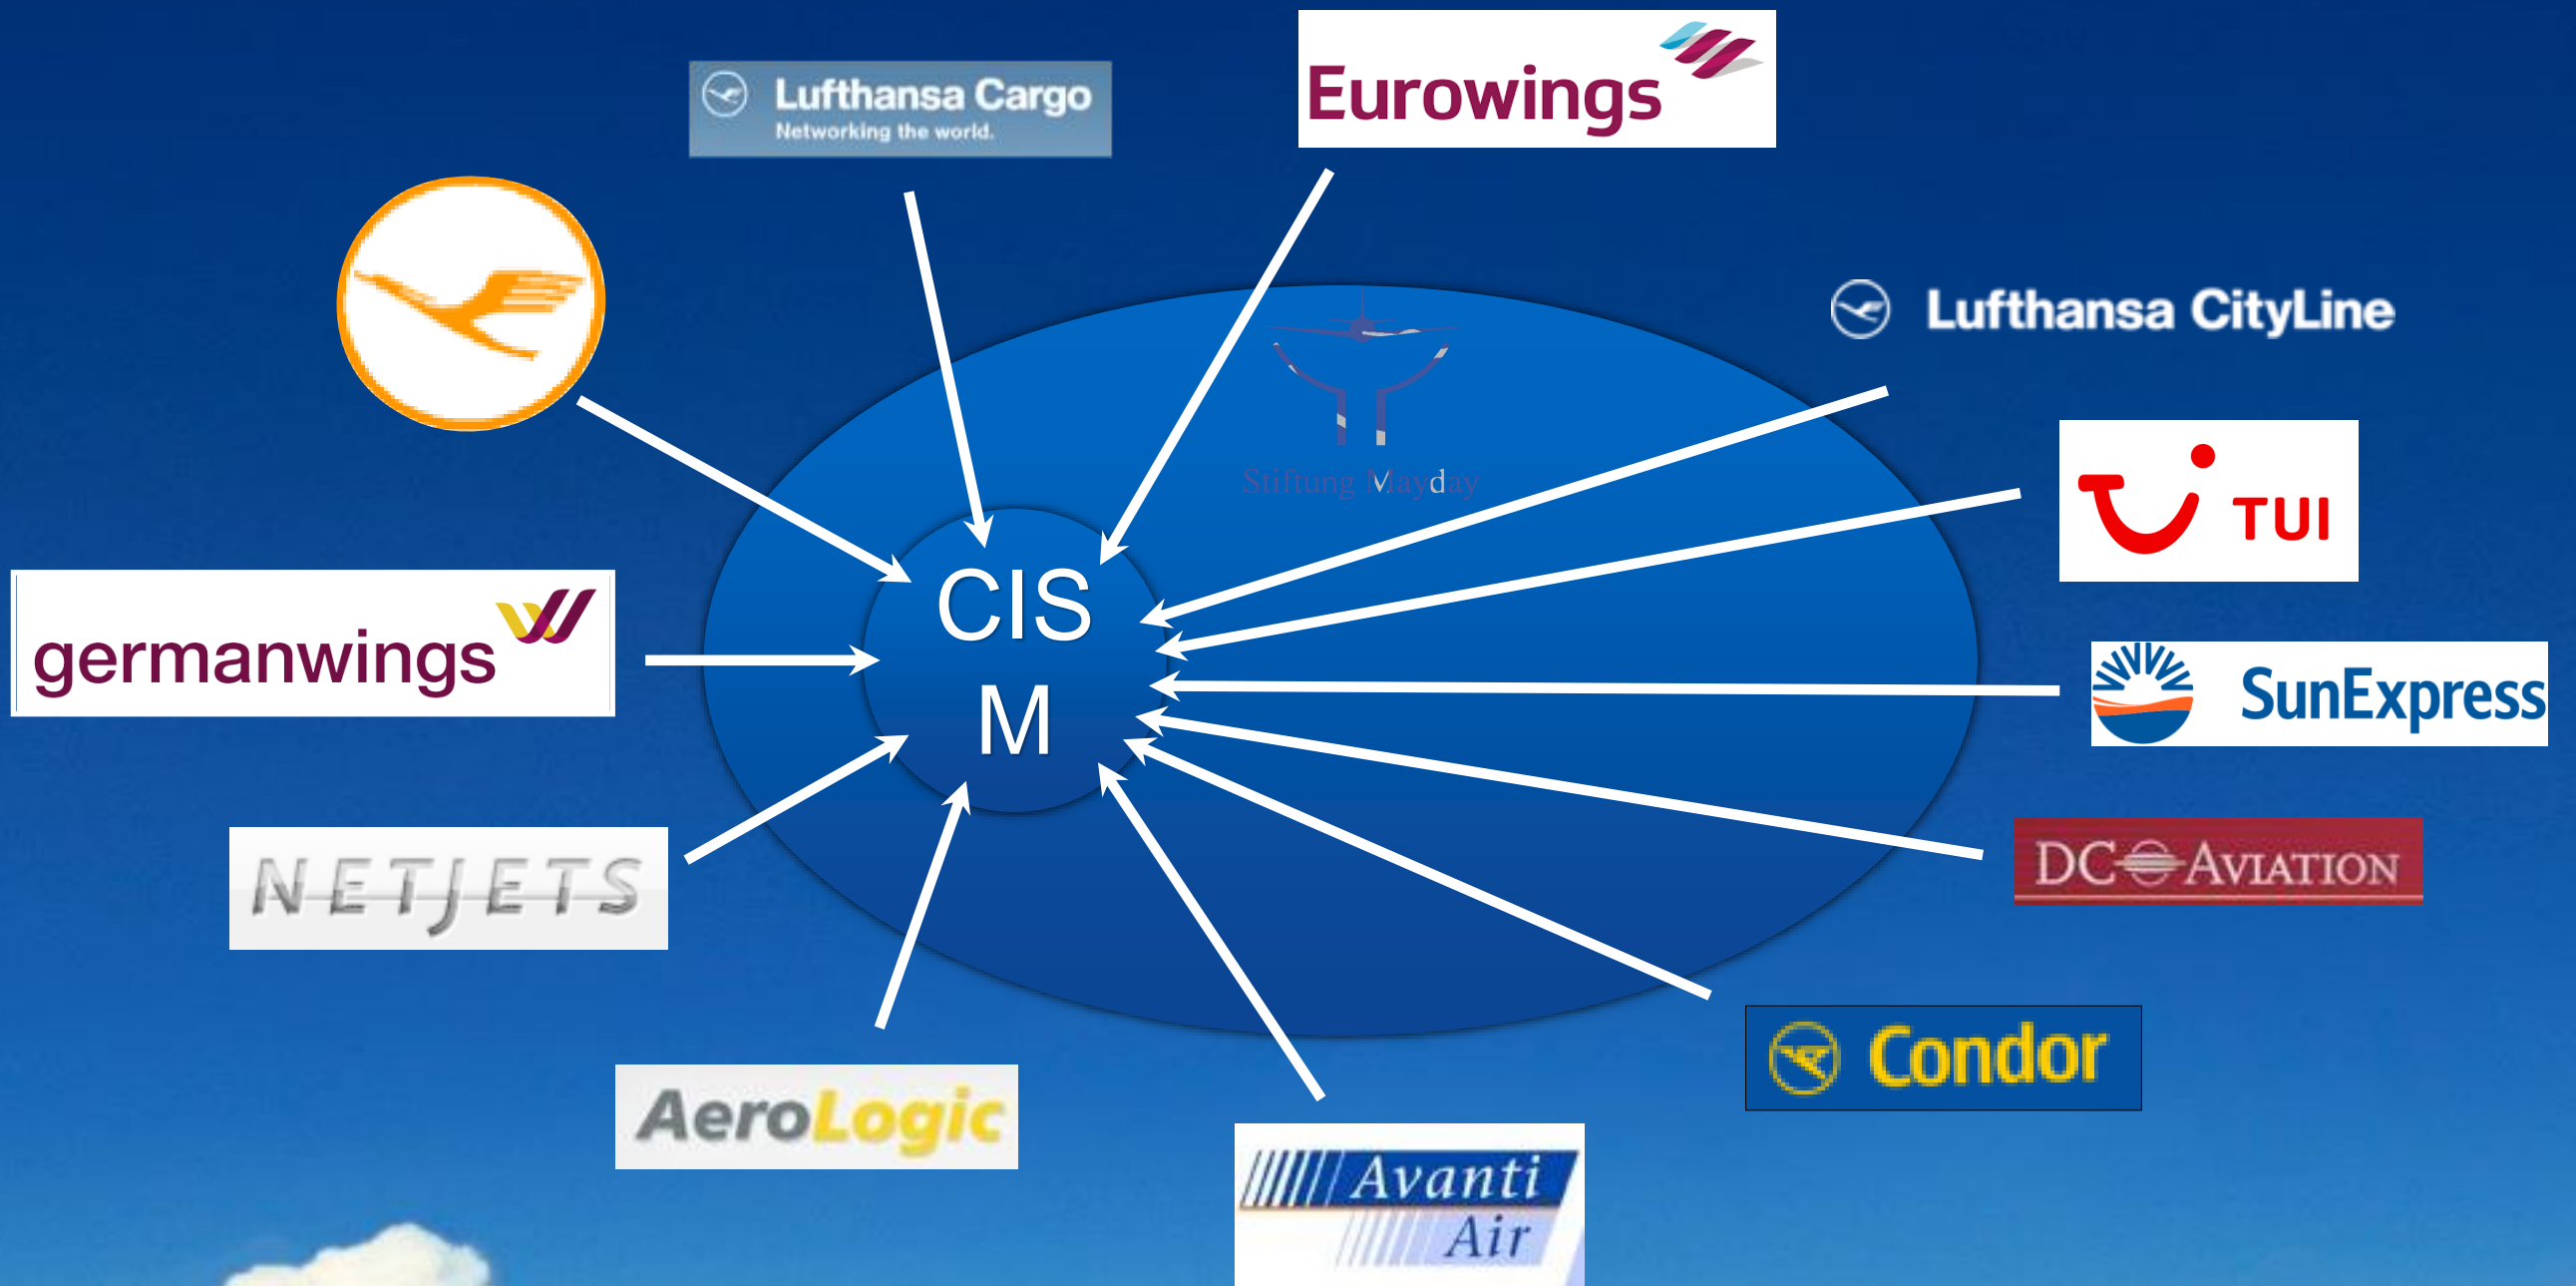 Lufthansa Cargo
Networking the world.
Eurowings
Lufthansa CityLine
Stiftung Mayday
TUI
CIS
M
germanwings
SunExpress
NETJETS
DC AVIATION
Condor
AeroLogic
Avanti
Air